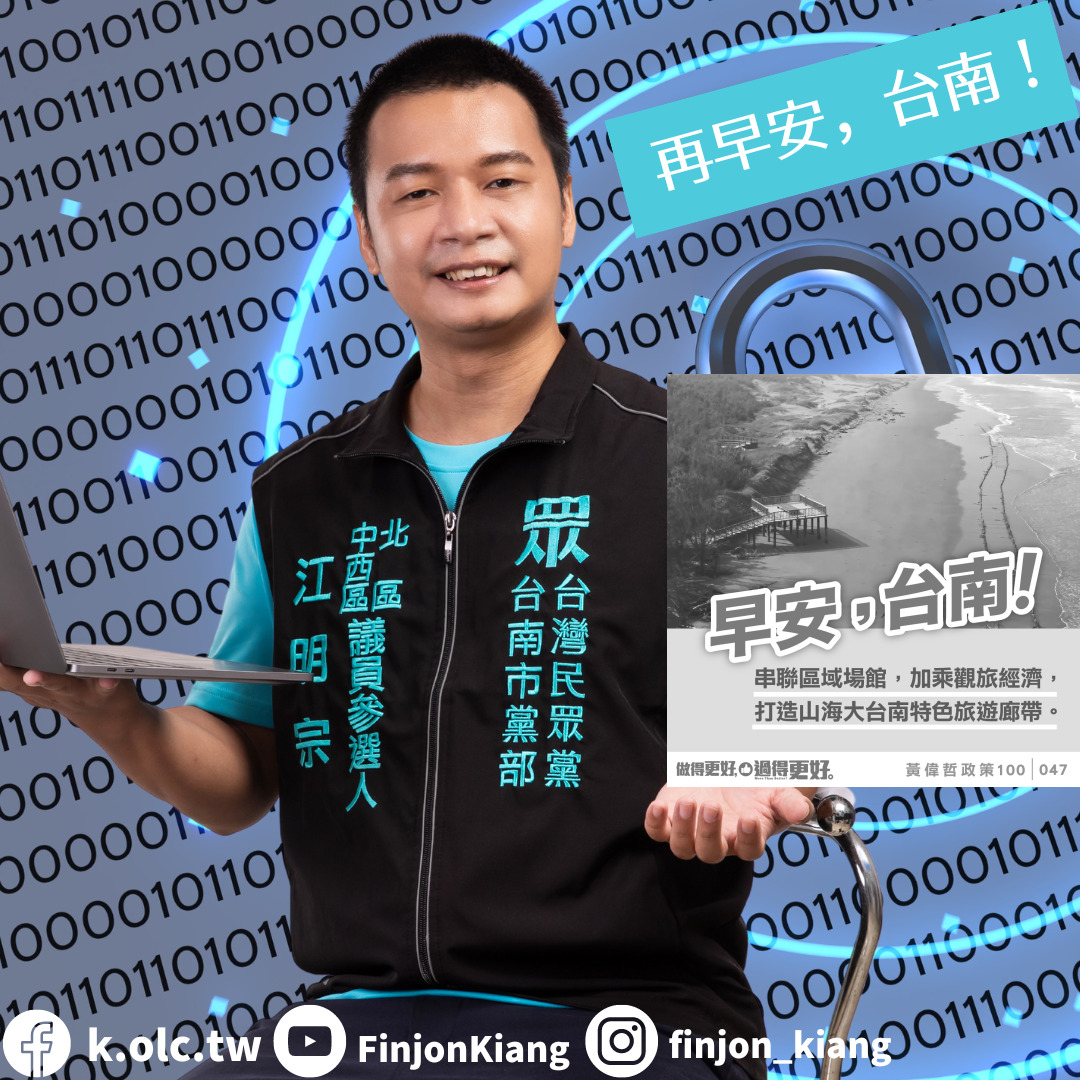 再早安，台南！
眾
台灣民眾黨
台南市黨部
北區
中西區
議員參選人
江明宗
早安，台南！
串聯區域場館，加乘觀旅經濟，
打造山海大台南特色旅遊廊帶。
做得更好，過得更好。
黃偉哲政策100│047
k.olc.tw
FinjonKiang
finjon_kiang